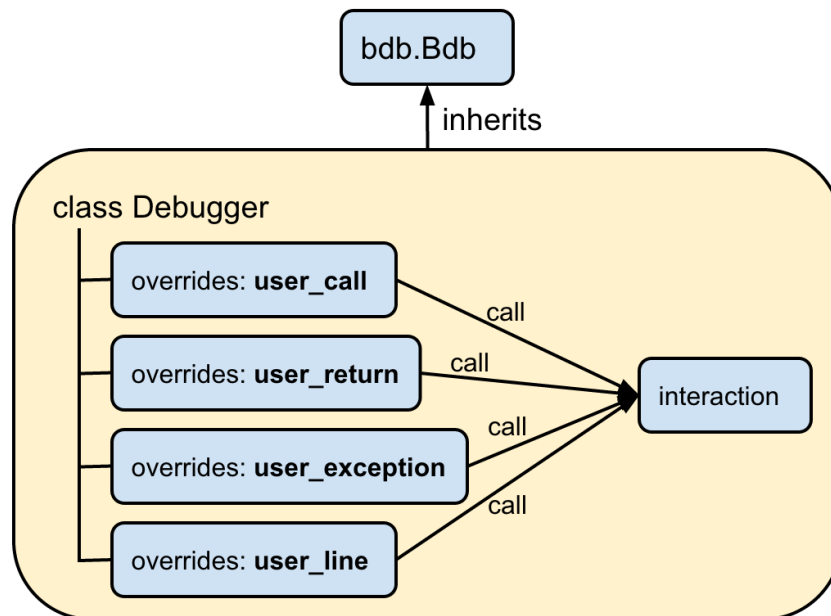 bdb.Bdb
inherits
class Debugger
overrides: user_call
call
overrides: user_return
call
interaction
overrides: user_exception
call
overrides: user_line
call